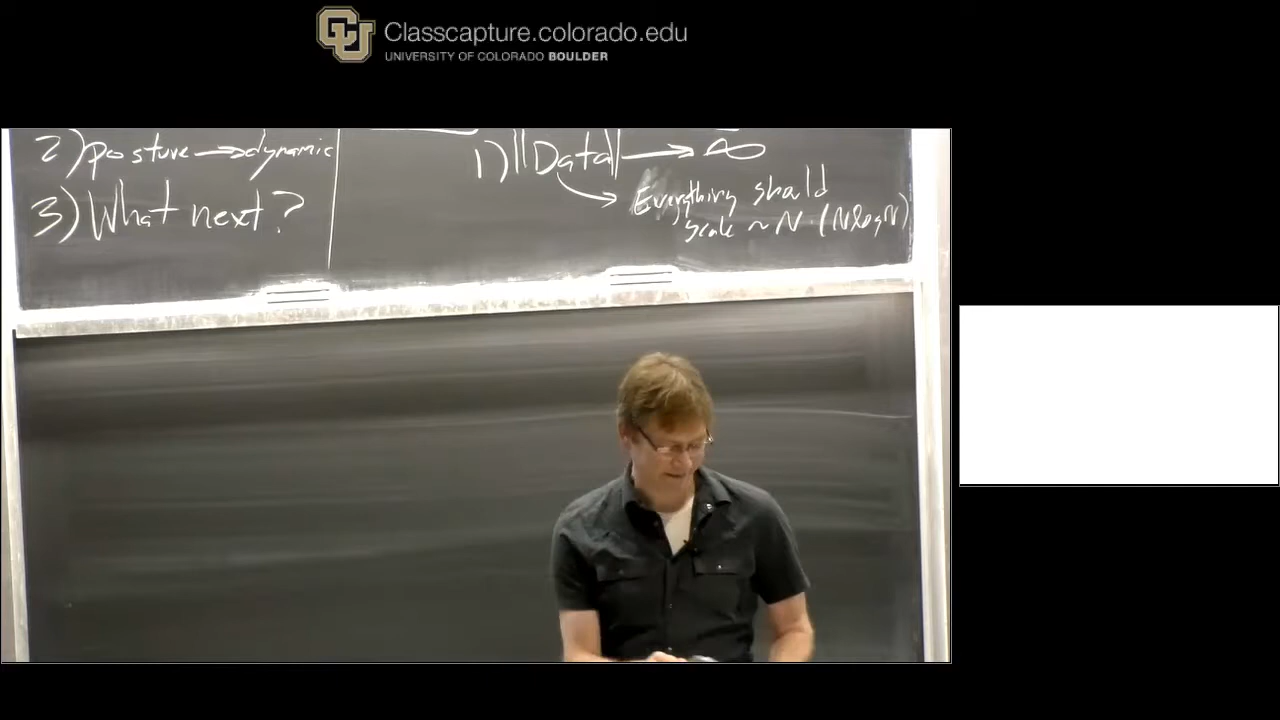 CU
Classcapture.colorado.edu
UNIVERSITY OF COLORADO BOULDER
2) posture → dynamic
3) What next?
1) ||Data|| → ∞
Everything should
scale ~ N · (N log N)